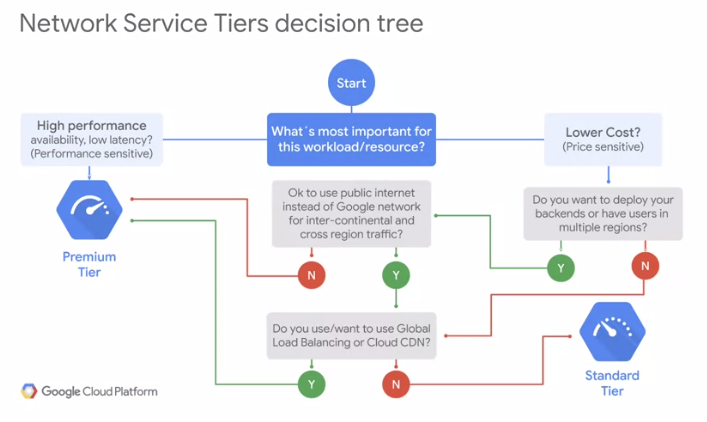 Network Service Tiers decision tree
Start
High performance
availability, low latency?
(Performance sensitive)
What´s most important for
this workload/resource?
Lower Cost?
(Price sensitive)
Premium
Tier
Ok to use public internet
instead of Google network
for inter-continental and
cross region traffic?
Do you want to deploy your
backends or have users in
multiple regions?
N
Y
Y
N
Do you use/want to use Global
Load Balancing or Cloud CDN?
Y
N
Standard
Tier
Google Cloud Platform